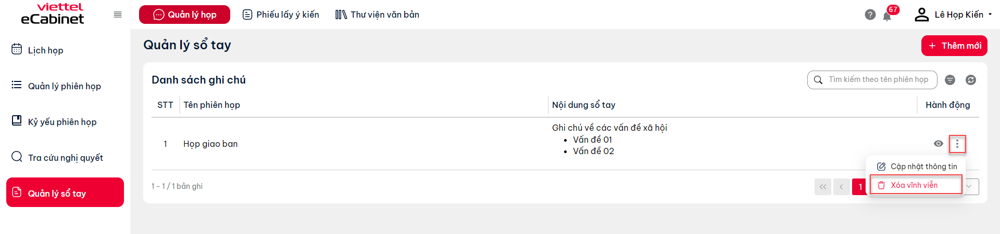 viettel
eCabinet
Quản lý họp
Phiếu lấy ý kiến
Thư viện văn bản
?
67
Lê Họp Kiến
Lịch họp
Quản lý phiên họp
Kỷ yếu phiên họp
Tra cứu nghị quyết
Quản lý sổ tay
Quản lý sổ tay
+ Thêm mới
Danh sách ghi chú
Tìm kiếm theo tên phiên họp
STT Tên phiên họp Nội dung sổ tay Hành động
Ghi chú về các vấn đề xã hội
• Vấn đề 01
1 Họp giao ban
• Vấn đề 02
Cập nhật thông tin
Xóa vĩnh viễn
1 - 1 / 1 bản ghi
1